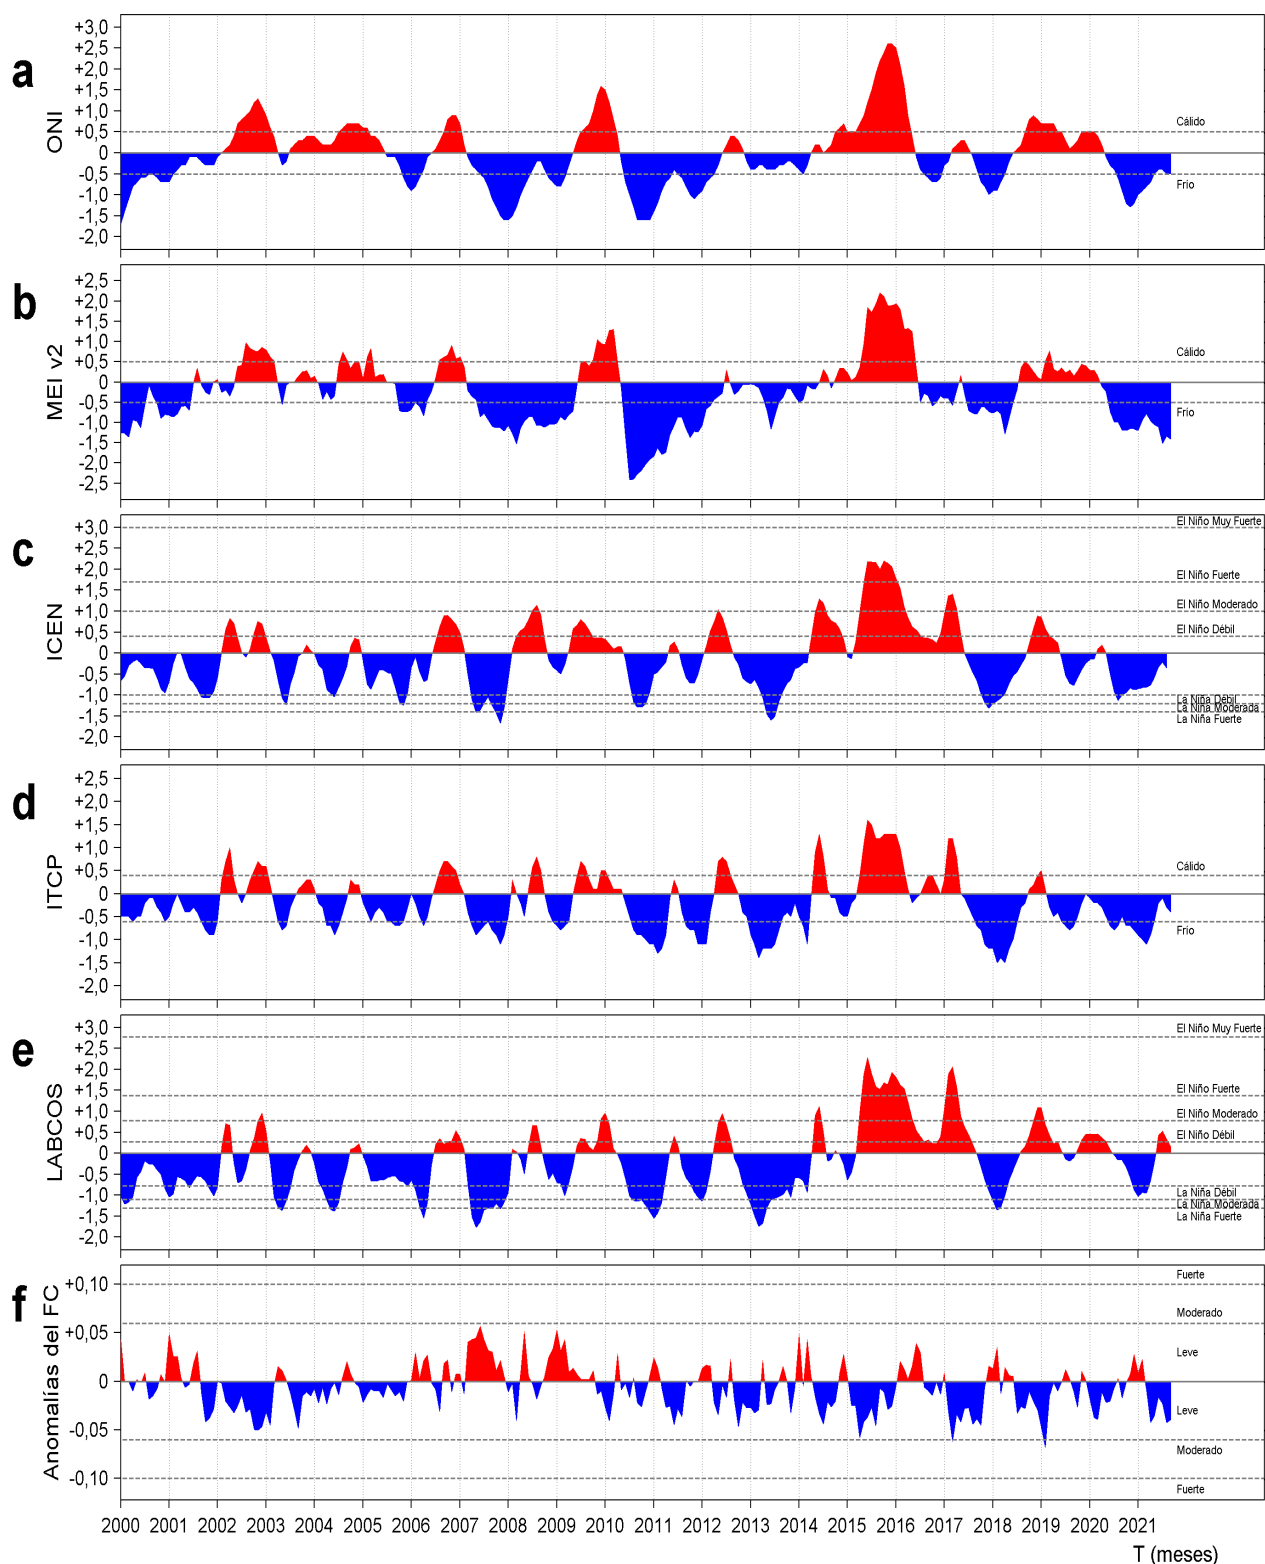 a
ONI
+3,0
+2,5
+2,0
+1,5
+1,0
+0,5
0
-0,5
-1,0
-1,5
-2,0
Cálido
Frío
b
MEI v2
+2,5
+2,0
+1,5
+1,0
+0,5
0
-0,5
-1,0
-1,5
-2,0
-2,5
Cálido
Frío
c
ICEN
+3,0
+2,5
+2,0
+1,5
+1,0
+0,5
0
-0,5
-1,0
-1,5
-2,0
El Niño Muy Fuerte
El Niño Fuerte
El Niño Moderado
El Niño Débil
La Niña Débil
La Niña Moderada
La Niña Fuerte
d
ITCP
+2,5
+2,0
+1,5
+1,0
+0,5
0
-0,5
-1,0
-1,5
-2,0
Cálido
Frío
e
LABCOS
+3,0
+2,5
+2,0
+1,5
+1,0
+0,5
0
-0,5
-1,0
-1,5
-2,0
El Niño Muy Fuerte
El Niño Fuerte
El Niño Moderado
El Niño Débil
La Niña Débil
La Niña Moderada
La Niña Fuerte
f
Anomalías del FC
+0,10
+0,05
0
-0,05
-0,10
Fuerte
Moderado
Leve
Leve
Moderado
Fuerte
2000 2001 2002 2003 2004 2005 2006 2007 2008 2009 2010 2011 2012 2013 2014 2015 2016 2017 2018 2019 2020 2021
T (meses)